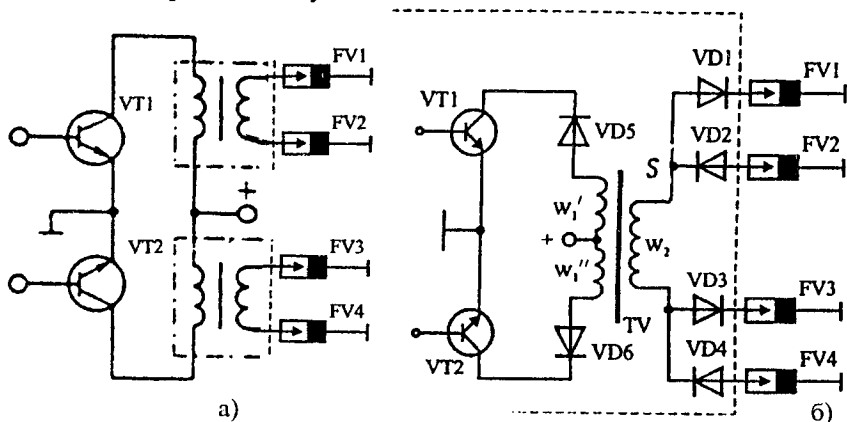 VT1
VT2
+
FV1
FV2
FV3
FV4
а)
VT1
VT2
VD5
VD6
+
W₁′
W₁″
W₂
TV
S
VD1
VD2
VD3
VD4
FV1
FV2
FV3
FV4
б)